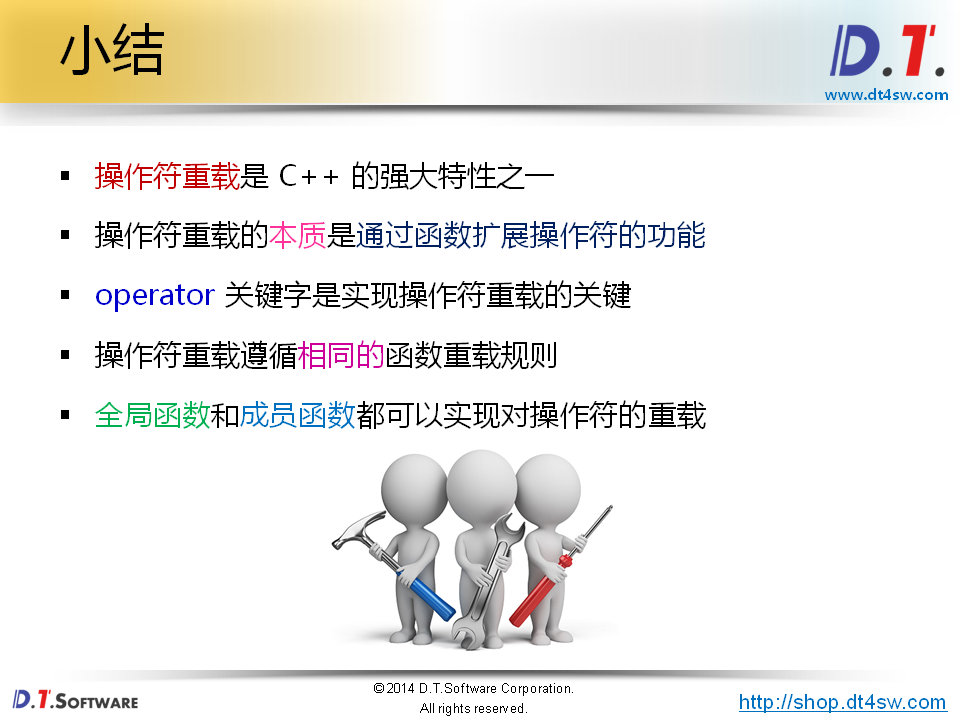 小结
D.T.
www.dt4sw.com
▪ 操作符重载是 C++ 的强大特性之一
▪ 操作符重载的本质是通过函数扩展操作符的功能
▪ operator 关键字是实现操作符重载的关键
▪ 操作符重载遵循相同的函数重载规则
▪ 全局函数和成员函数都可以实现对操作符的重载
D.T.SOFTWARE
©2014 D.T.Software Corporation.
All rights reserved.
http://shop.dt4sw.com